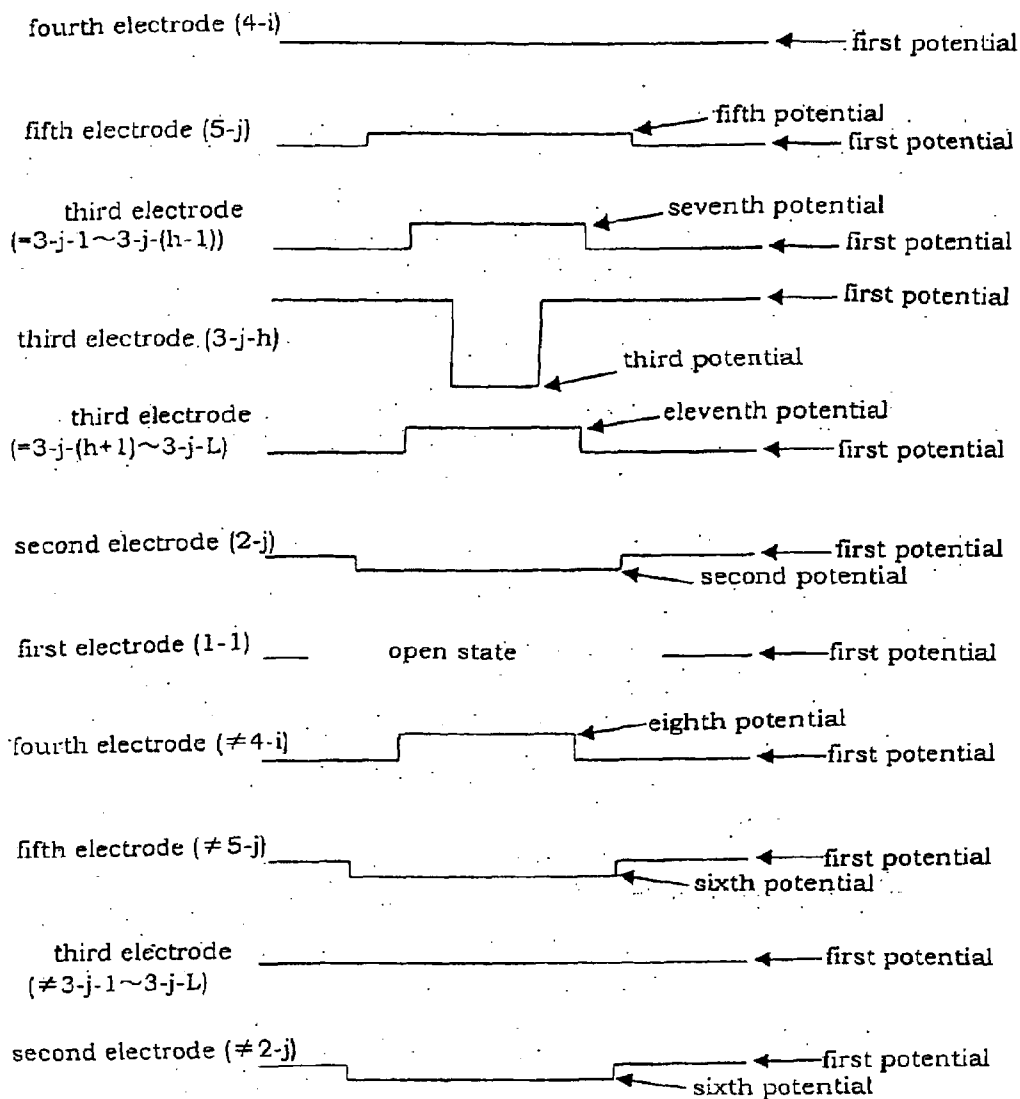 fourth electrode (4-i)
first potential
fifth electrode (5-j)
fifth potential
first potential
third electrode
(=3-j-1~3-j-(h-1))
seventh potential
first potential
first potential
third electrode (3-j-h)
third potential
third electrode
(=3-j-(h+1)~3-j-L)
eleventh potential
first potential
second electrode (2-j)
first potential
second potential
first electrode (1-1)
open state
first potential
fourth electrode (≠4-i)
eighth potential
first potential
fifth electrode (≠5-j)
first potential
sixth potential
third electrode
(≠3-j-1~3-j-L)
first potential
second electrode (≠2-j)
first potential
sixth potential